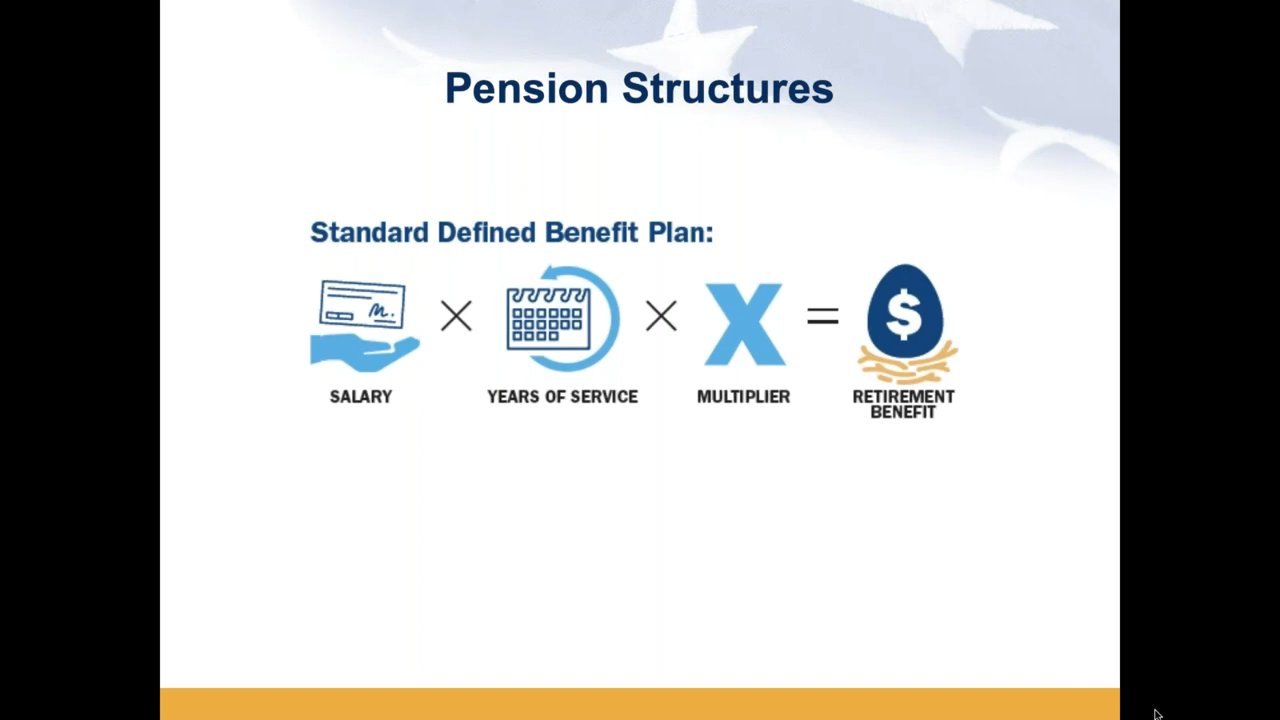 Pension Structures
Standard Defined Benefit Plan:
SALARY
YEARS OF SERVICE
MULTIPLIER
RETIREMENT
BENEFIT
X
$